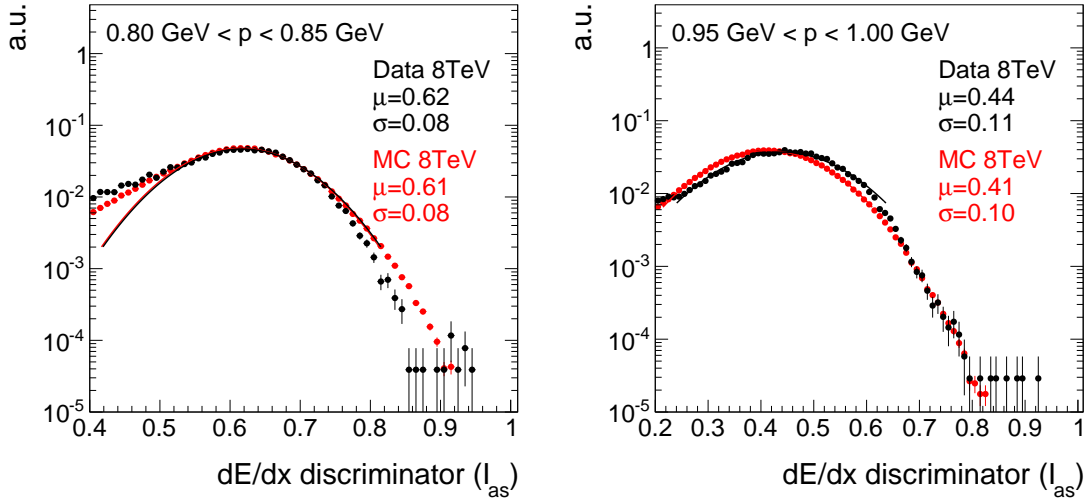 a.u.
0.80 GeV < p < 0.85 GeV
Data 8TeV
μ=0.62
σ=0.08
MC 8TeV
μ=0.61
σ=0.08
1
10⁻¹
10⁻²
10⁻³
10⁻⁴
10⁻⁵
0.4 0.5 0.6 0.7 0.8 0.9 1
dE/dx discriminator (I_as)
a.u.
0.95 GeV < p < 1.00 GeV
Data 8TeV
μ=0.44
σ=0.11
MC 8TeV
μ=0.41
σ=0.10
1
10⁻¹
10⁻²
10⁻³
10⁻⁴
10⁻⁵
0.2 0.3 0.4 0.5 0.6 0.7 0.8 0.9 1
dE/dx discriminator (I_as)